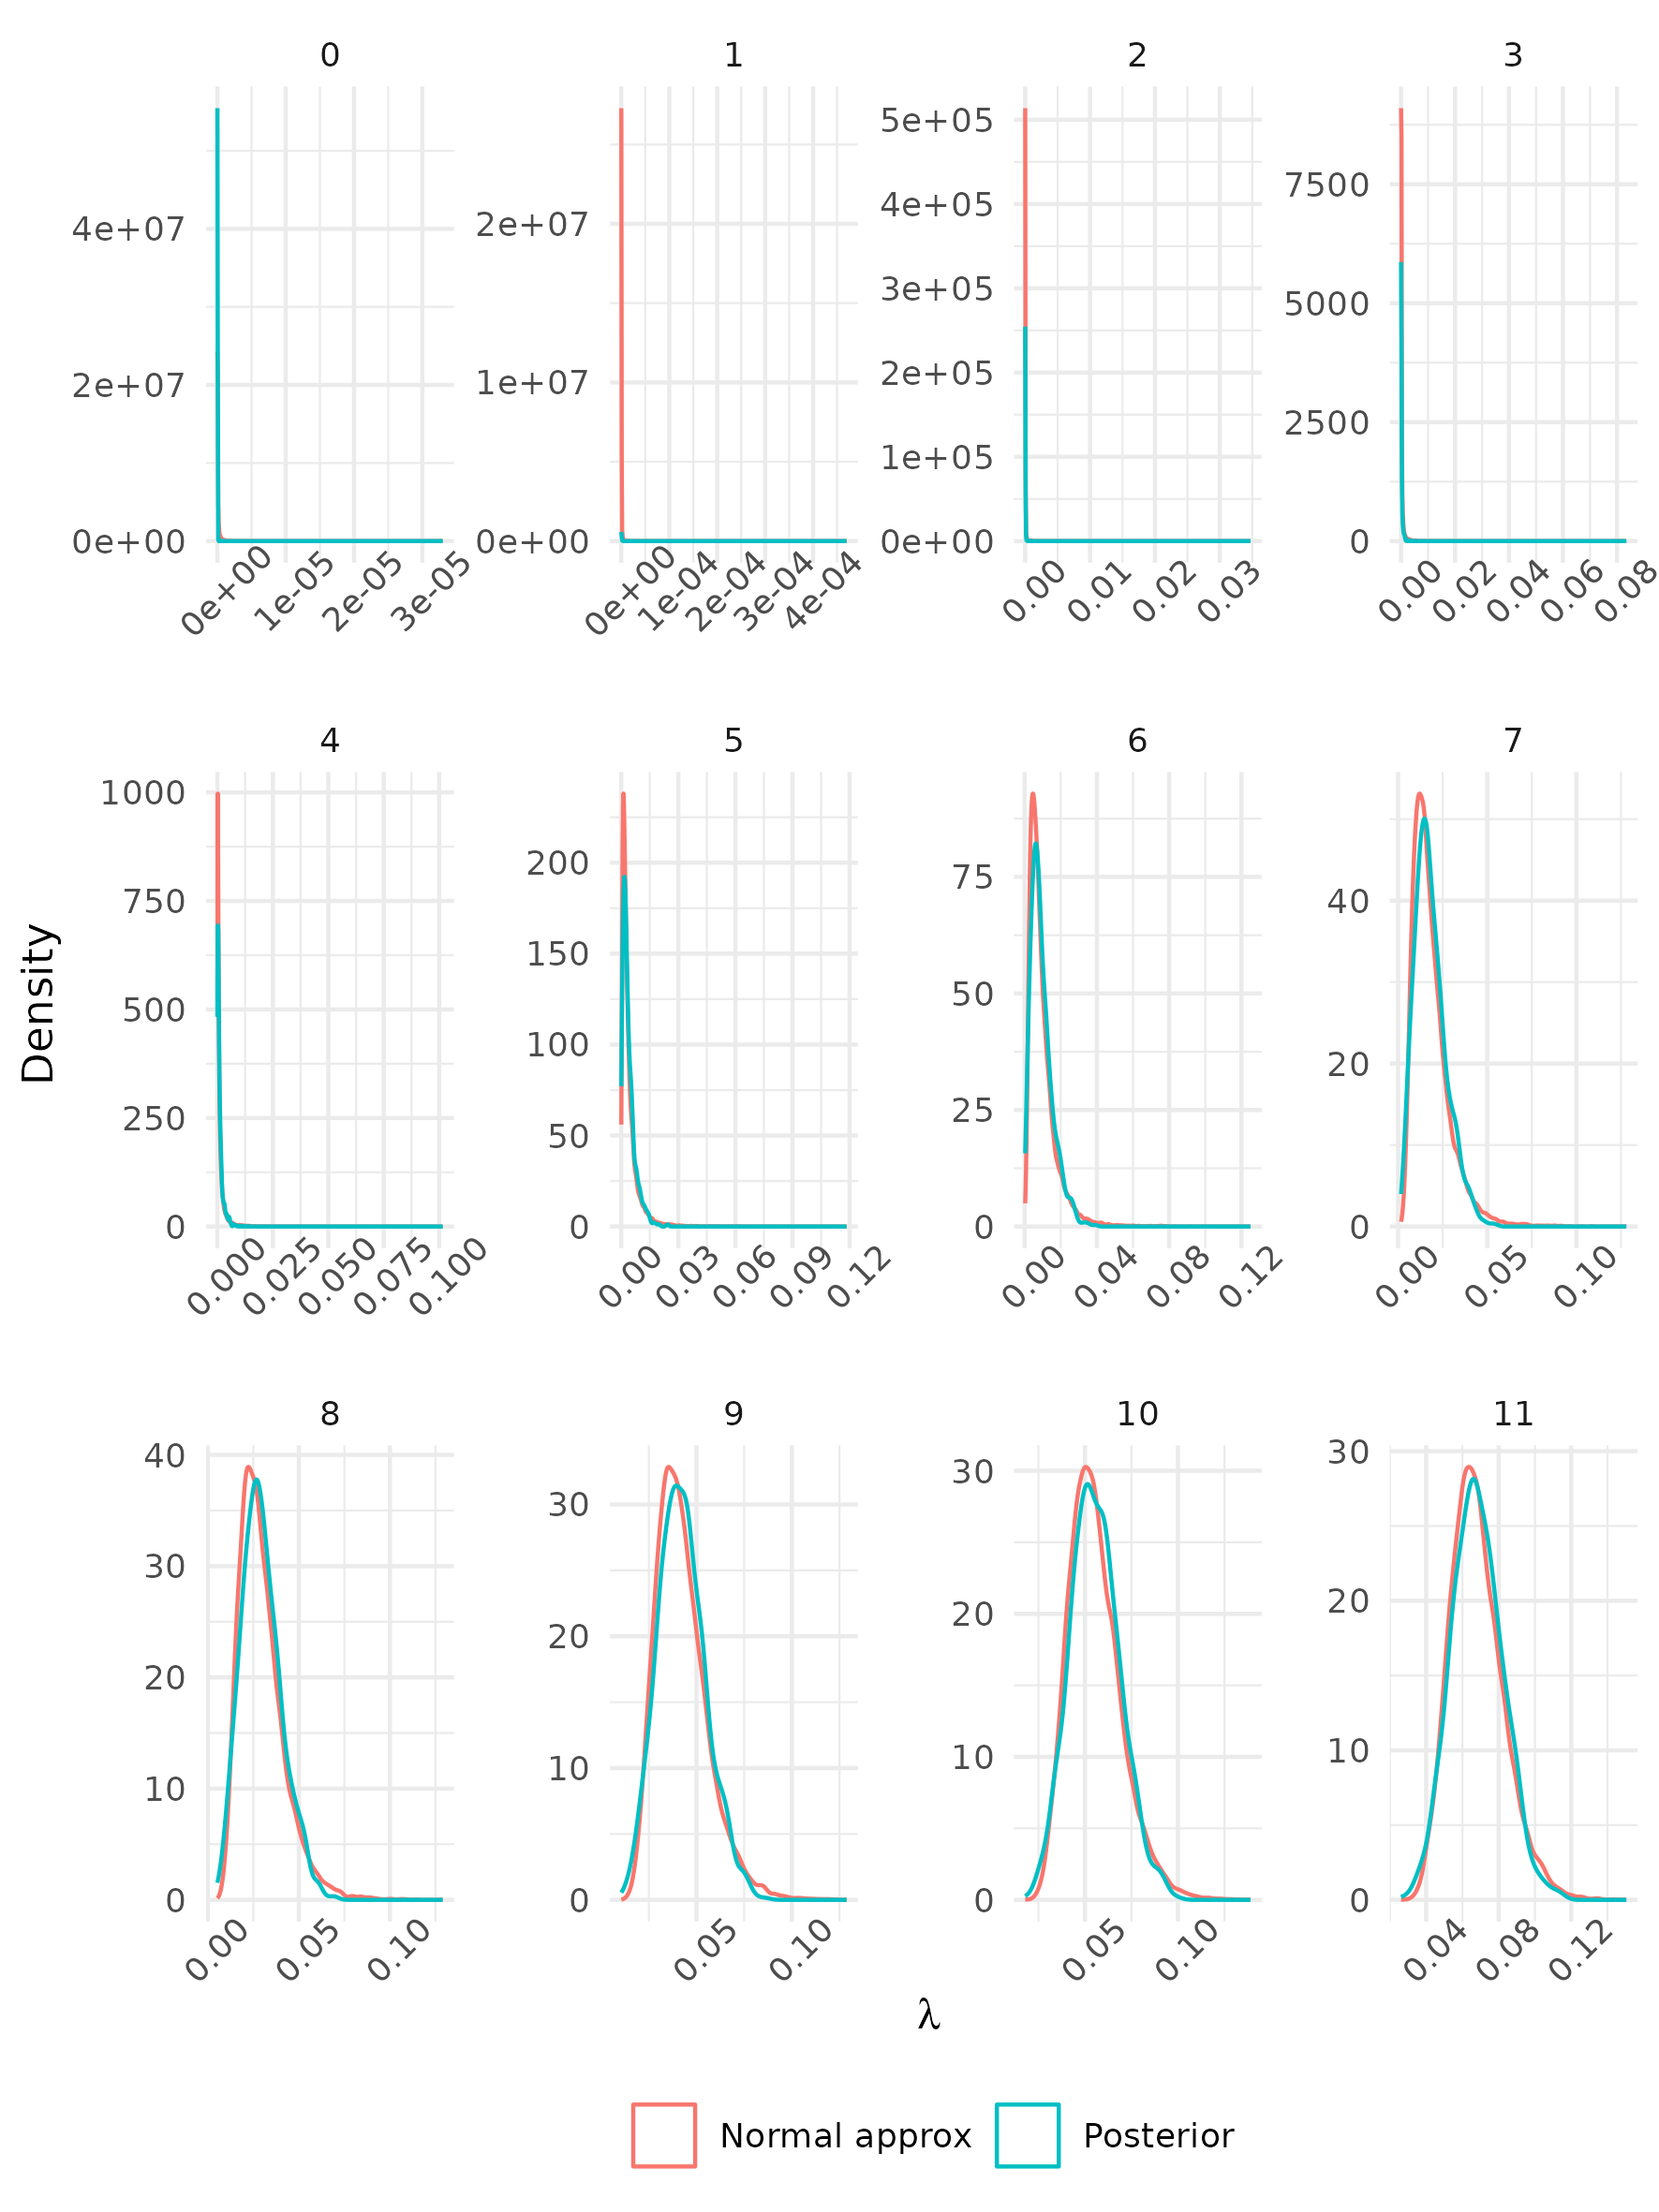 0 1 2 3
4e+07
2e+07
0e+00
0e+00 1e-05 2e-05 3e-05
2e+07
1e+07
0e+00
0e+00 1e-04 2e-04 3e-04 4e-04
5e+05
4e+05
3e+05
2e+05
1e+05
0e+00
0.00 0.01 0.02 0.03
7500
5000
2500
0
0.00 0.02 0.04 0.06 0.08
Density
4 5 6 7
1000
750
500
250
0
0.000 0.025 0.050 0.075 0.100
200
150
100
50
0
0.00 0.03 0.06 0.09 0.12
75
50
25
0
0.00 0.04 0.08 0.12
40
20
0
0.00 0.05 0.10
8 9 10 11
40
30
20
10
0
0.00 0.05 0.10
30
20
10
0
0.05 0.10
30
20
10
0
0.05 0.10
30
20
10
0
0.04 0.08 0.12
λ
Normal approx Posterior